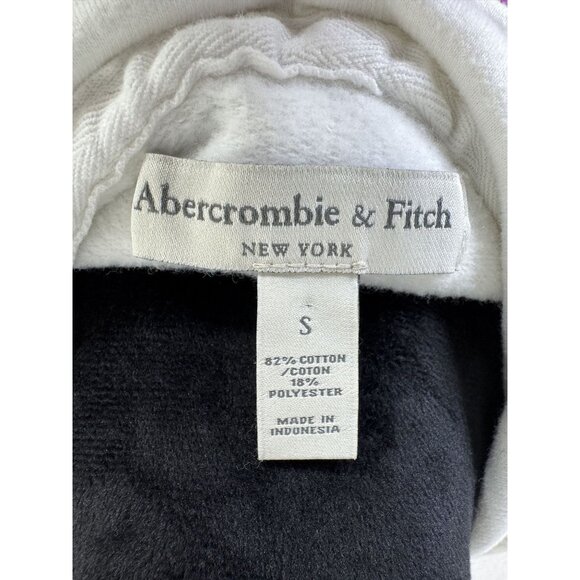 Abercrombie & Fitch
NEW YORK
S
82% COTTON
/COTON
18%
POLYESTER
MADE IN
INDONESIA